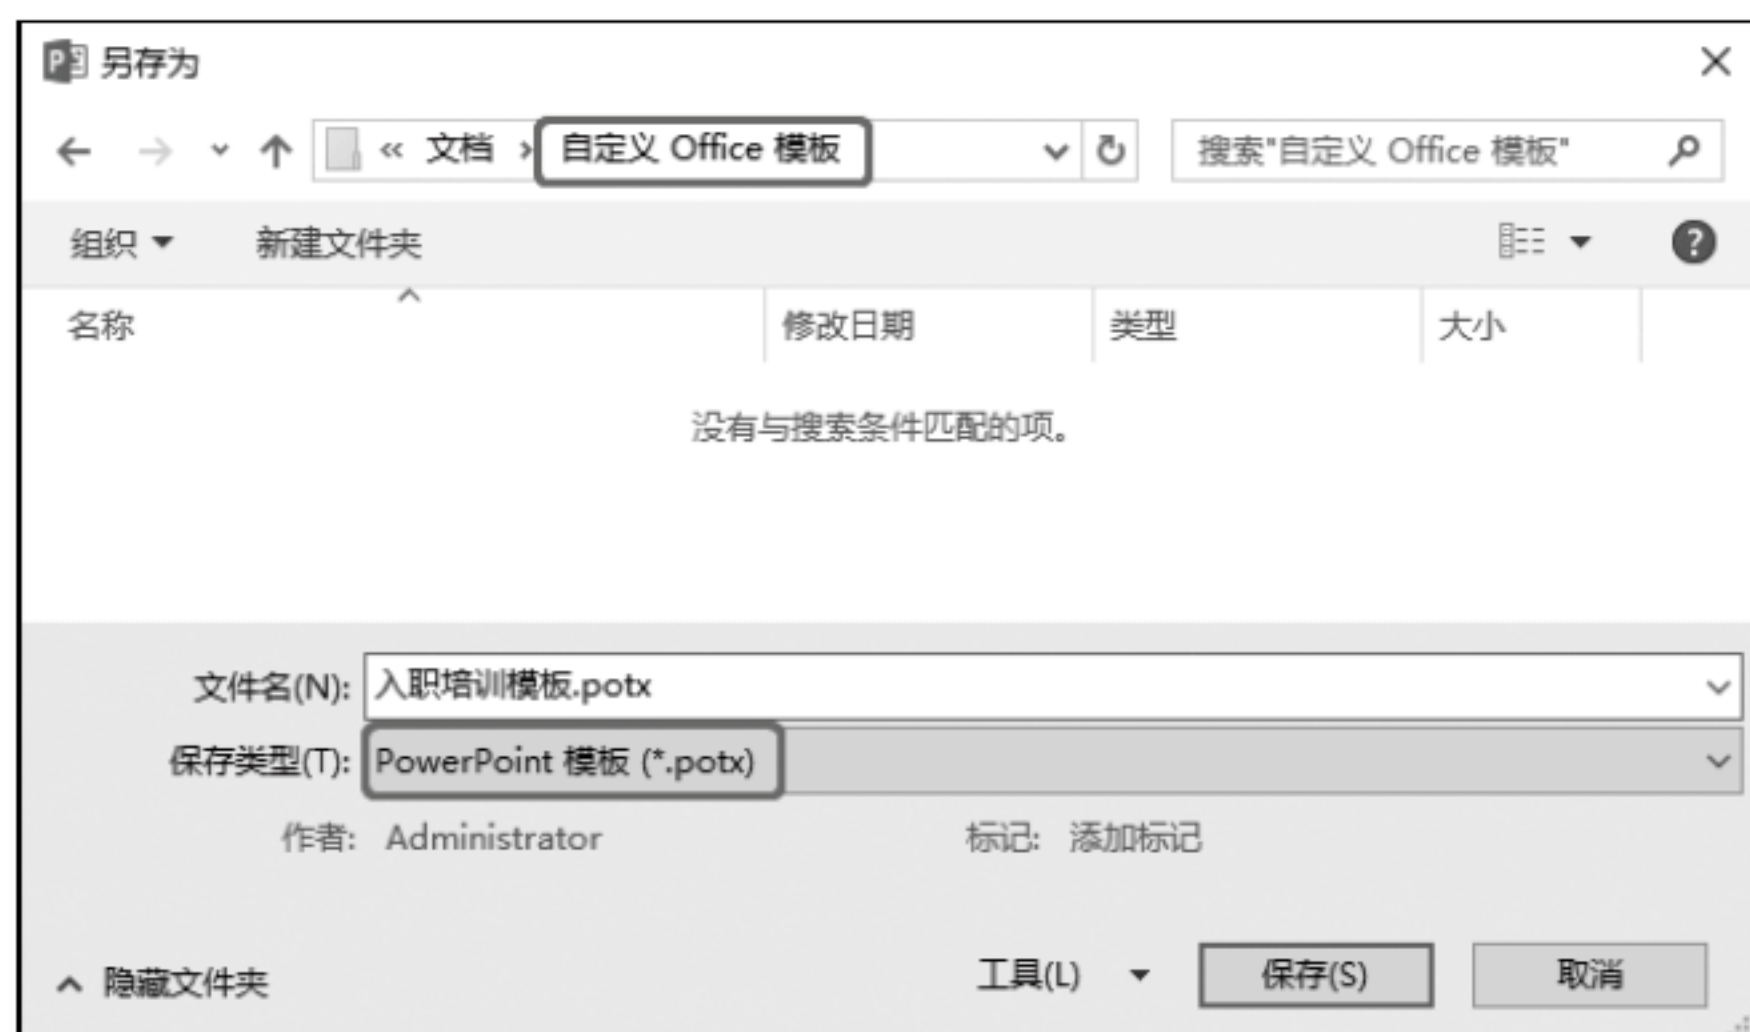 另存为
« 文档 › 自定义 Office 模板 搜索"自定义 Office 模板"
组织 新建文件夹
名称 修改日期 类型 大小
没有与搜索条件匹配的项。
文件名(N): 入职培训模板.potx
保存类型(T): PowerPoint 模板 (*.potx)
作者: Administrator 标记: 添加标记
隐藏文件夹 工具(L) 保存(S) 取消